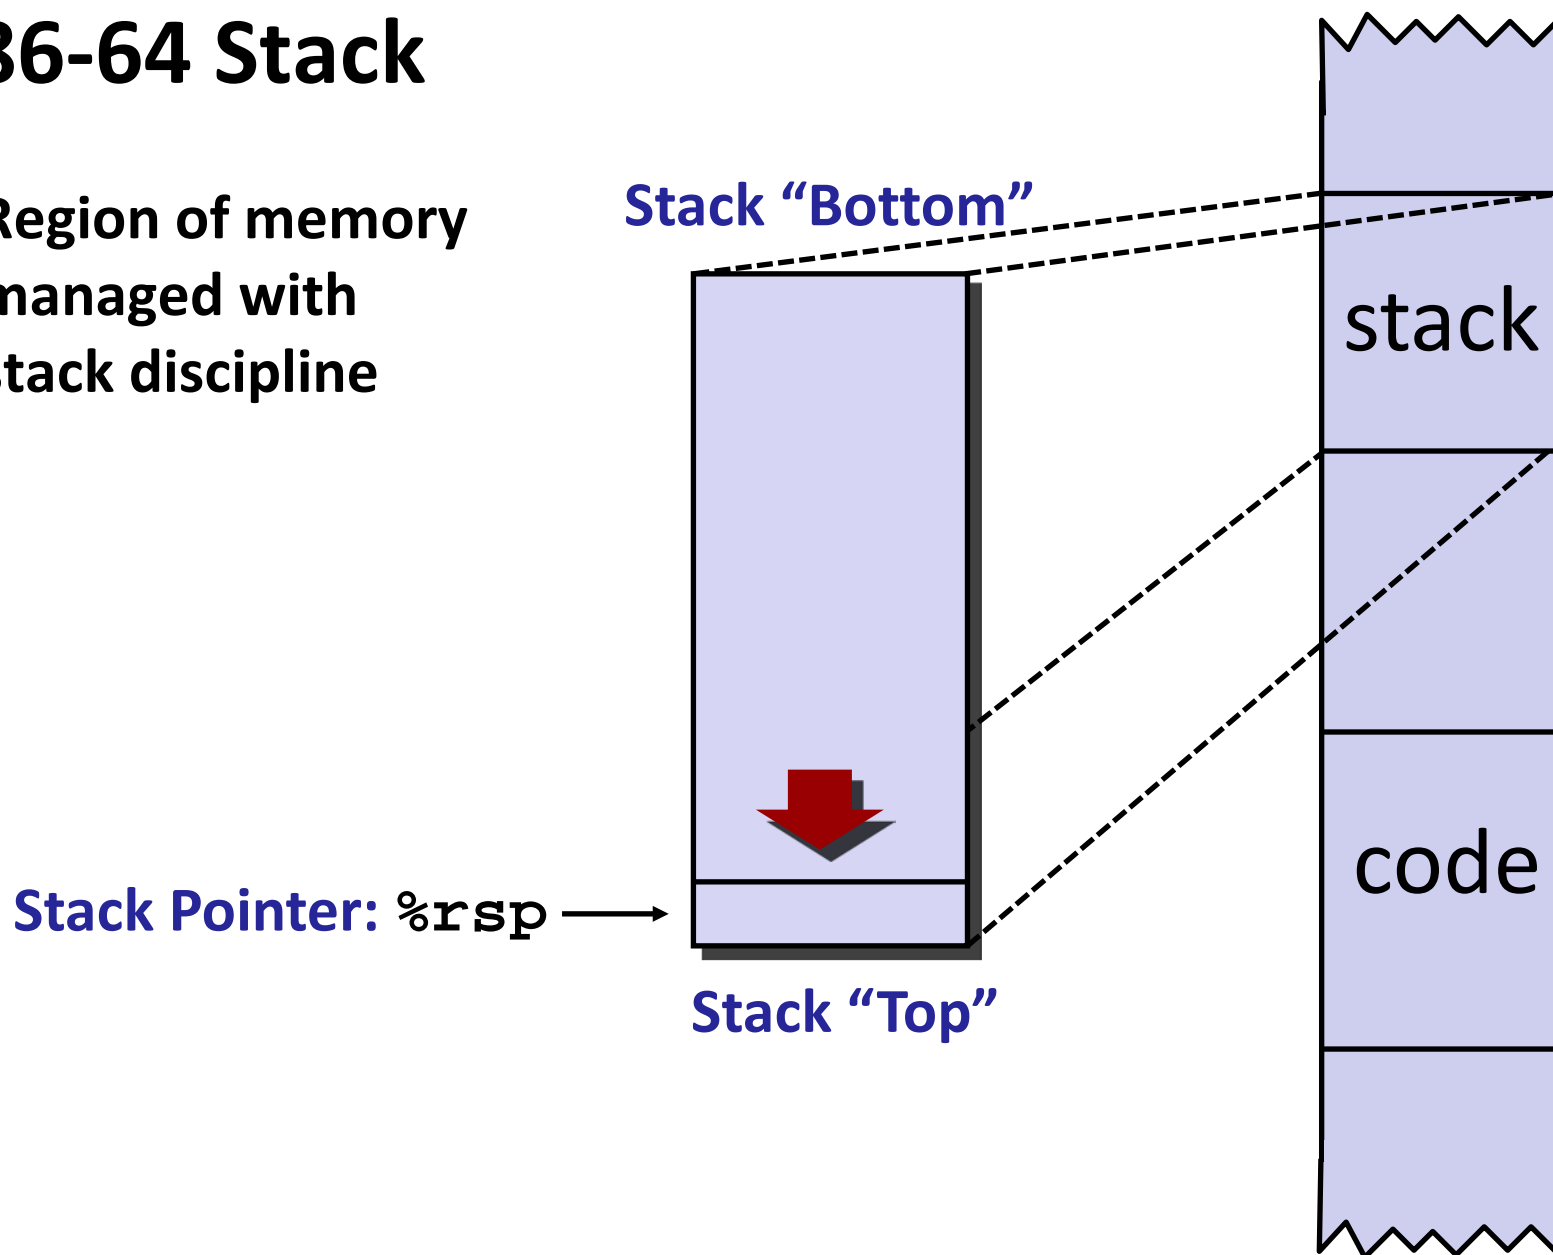 86-64 Stack
Region of memory
managed with
stack discipline
Stack “Bottom”
stack
code
Stack Pointer: %rsp
Stack “Top”